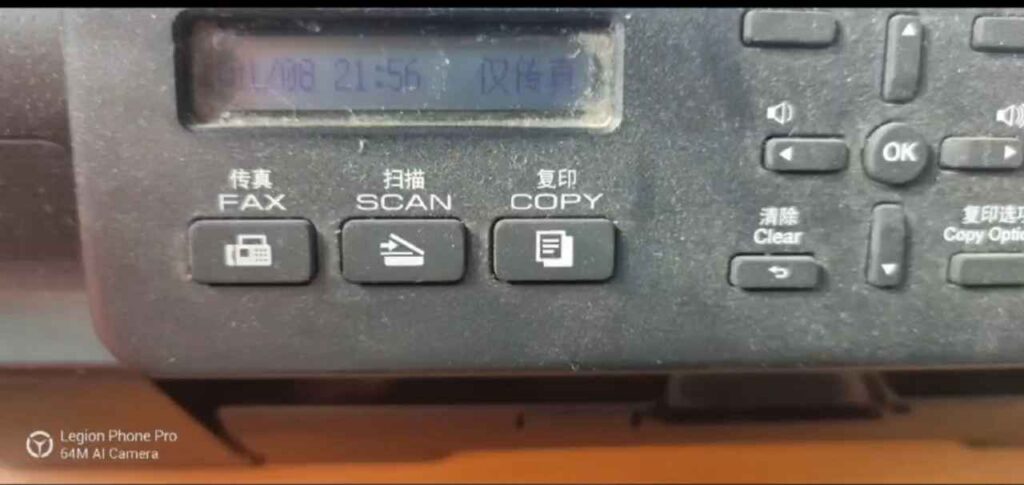 01/08 21:56 仅传真
传真
FAX
扫描
SCAN
复印
COPY
清除
Clear
OK
复印选项
Copy
Legion Phone Pro
64M AI Camera